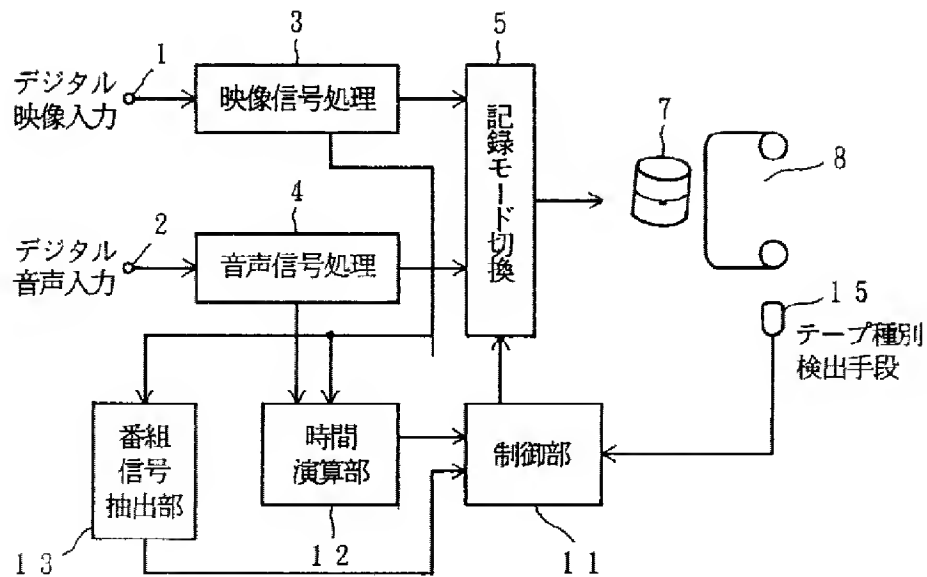 3
5
1
デジタル
映像入力
映像信号処理
記録モード切換
7
8
4
2
デジタル
音声入力
音声信号処理
15
テープ種別
検出手段
番組
信号
抽出部
時間
演算部
制御部
13
12
11